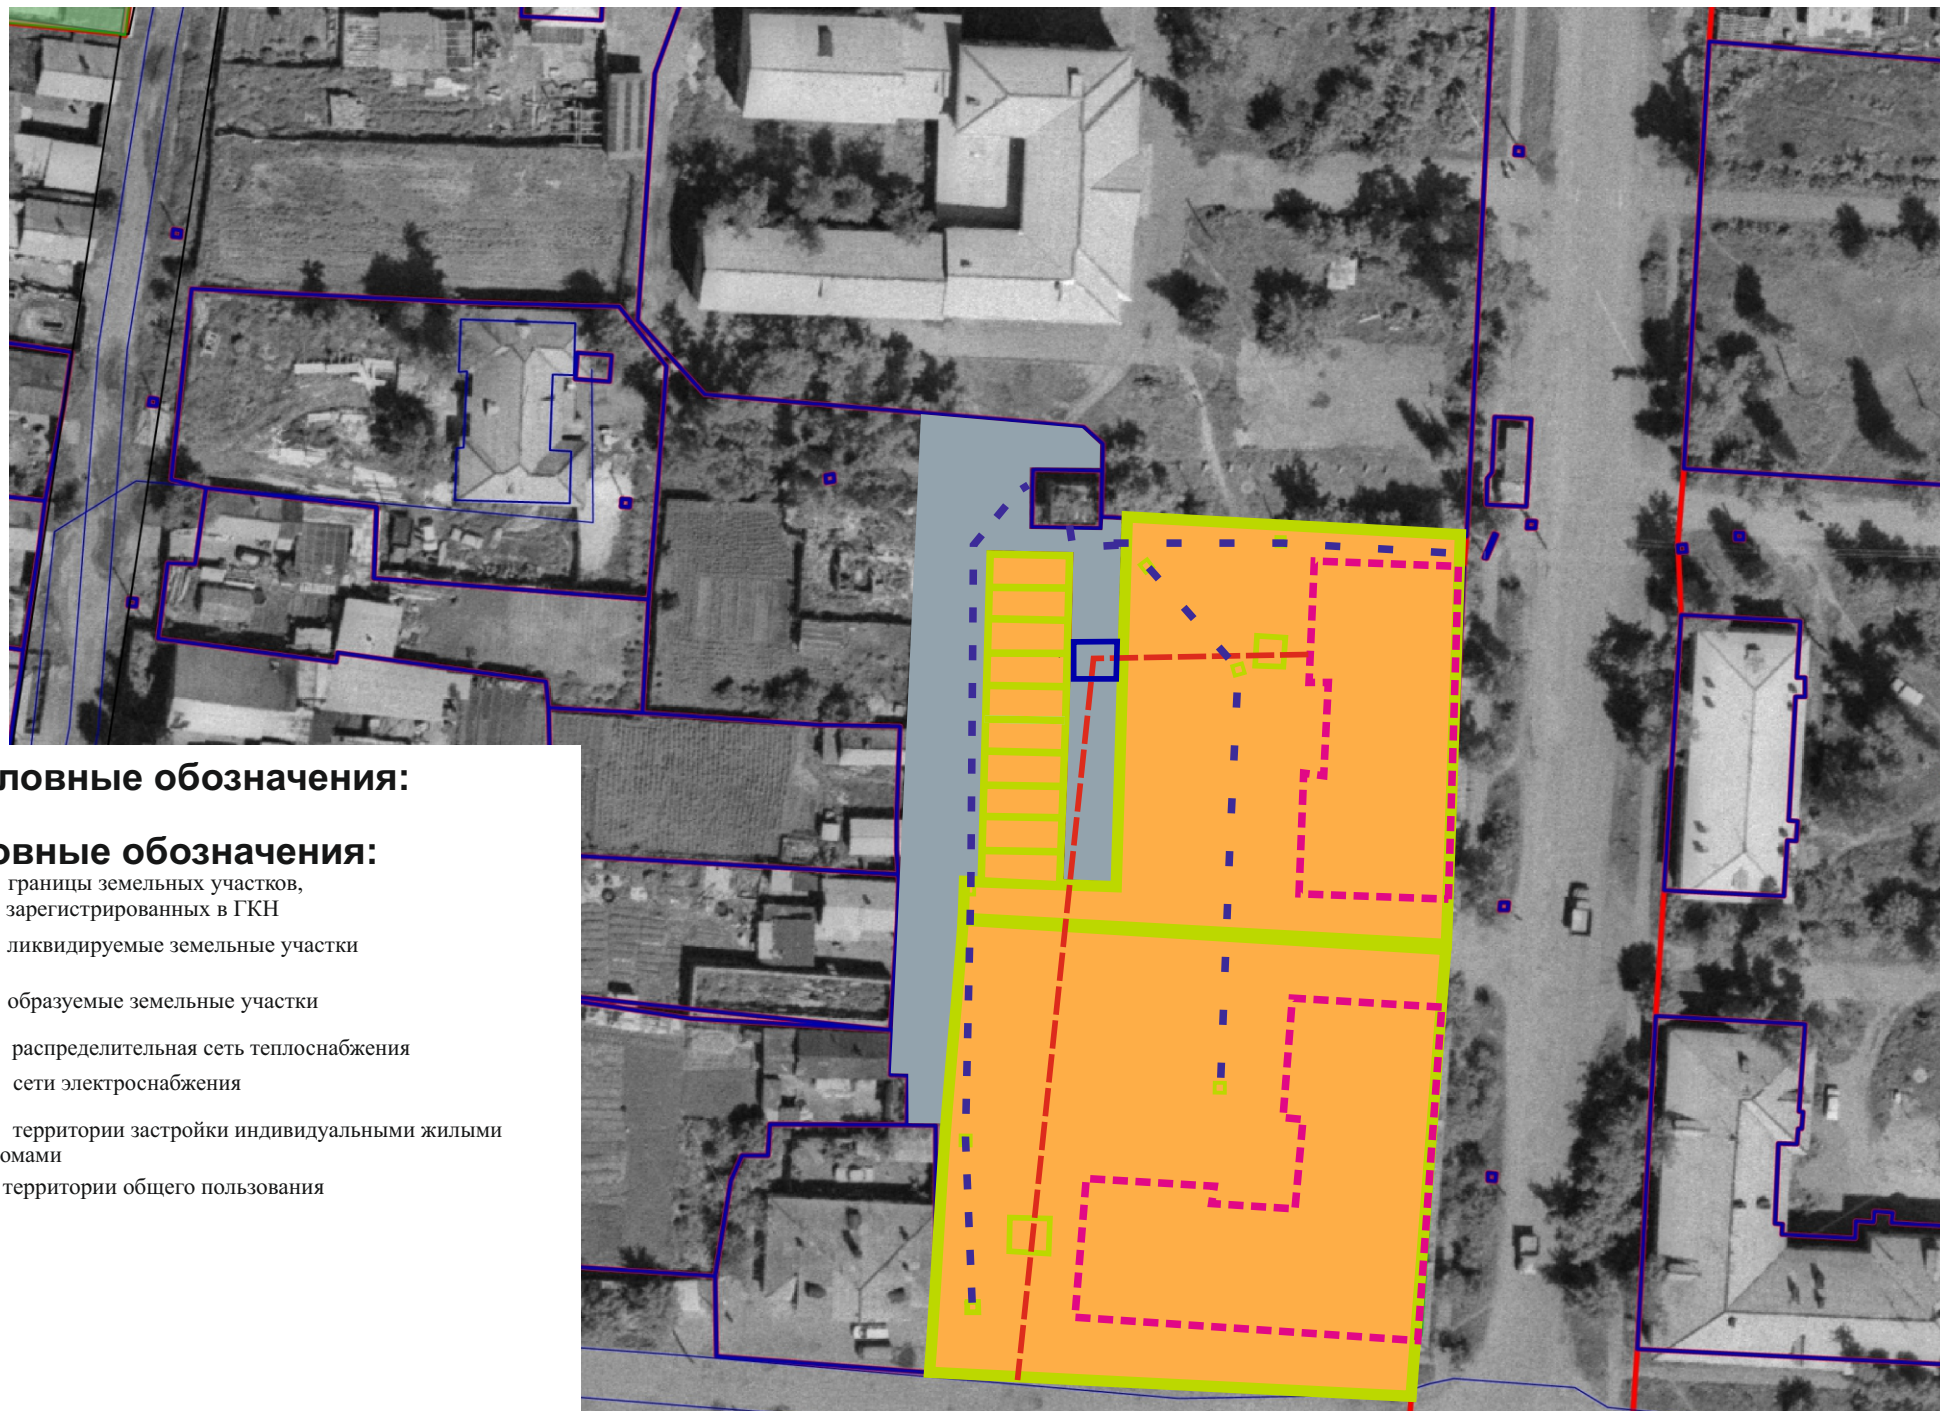 ловные обозначения:
овные обозначения:
границы земельных участков,
зарегистрированных в ГКН
ликвидируемые земельные участки
образуемые земельные участки
распределительная сеть теплоснабжения
сети электроснабжения
территории застройки индивидуальными жилыми
омами
территории общего пользования